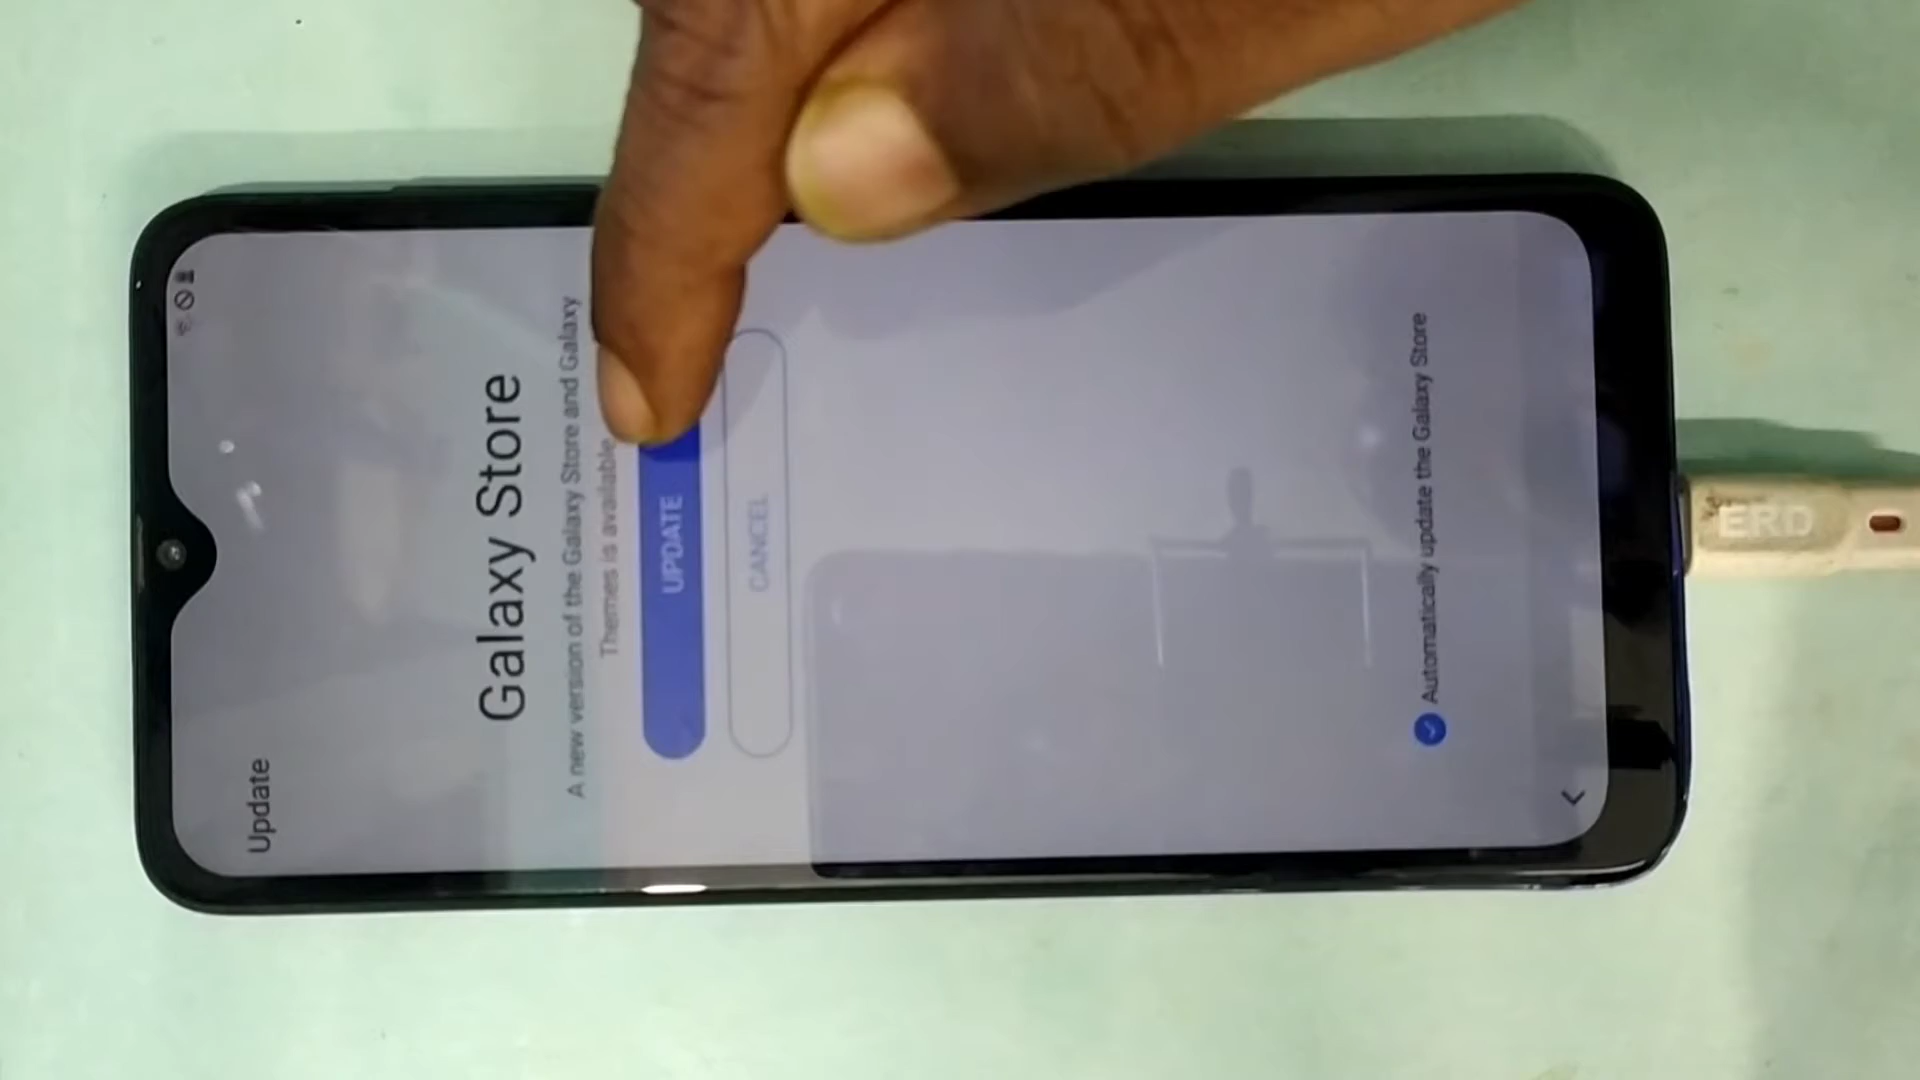 Update
Galaxy Store
A new version of the Galaxy Store and Galaxy
Themes is available
UPDATE
CANCEL
Automatically update the Galaxy Store
ERD